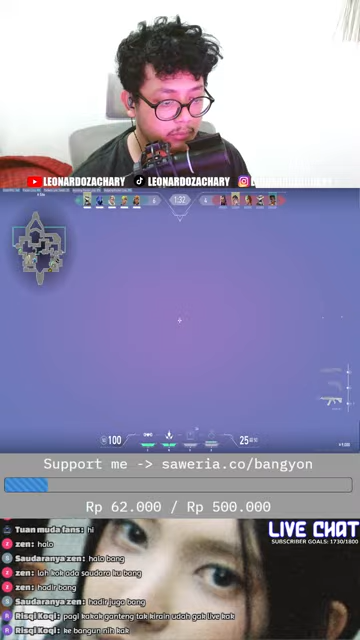 LEONARDOZACHARY
LEONARDOZACHARY
1:32
100
25
Support me -> saweria.co/bangyon
Rp 62.000 / Rp 500.000
LIVE CHAT
SUBSCRIBER GOALS: 1730/1800
Tuan muda fans: hi
zen: halo
Saudaranya zen: halo bang
zen: lah kok ada saudara ku bang
zen: hadir bang
Saudaranya zen: hadir juga bang
Risqi Koqi: pagi kakak ganteng tak kirain udah gak live kak
Risqi Koqi: ke bangun nih kak